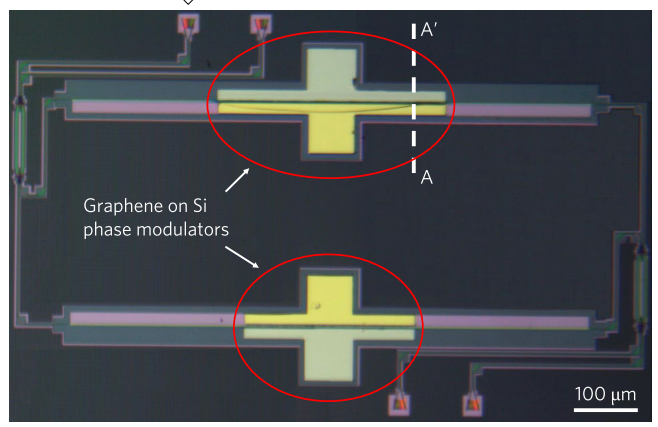 A′
A
Graphene on Si
phase modulators
100 μm